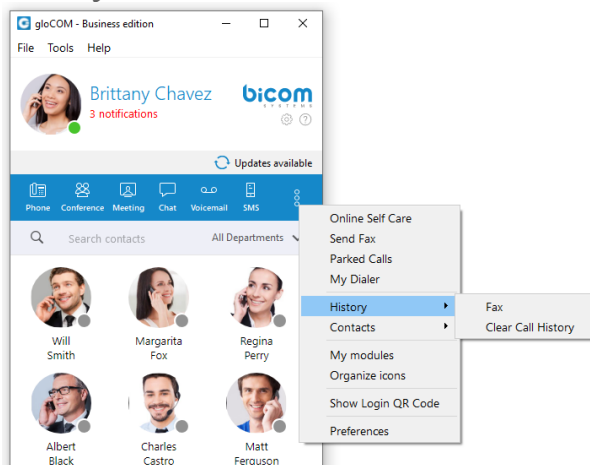 gloCOM - Business edition
File Tools Help
Brittany Chavez
3 notifications
bicom
SYSTEMS
Updates available
Phone Conference Meeting Chat Voicemail SMS
Search contacts All Departments
Will Smith
Margarita Fox
Regina Perry
Albert Black
Charles Castro
Matt Ferguson
Online Self Care
Send Fax
Parked Calls
My Dialer
History
Contacts
My modules
Organize icons
Show Login QR Code
Preferences
Fax
Clear Call History